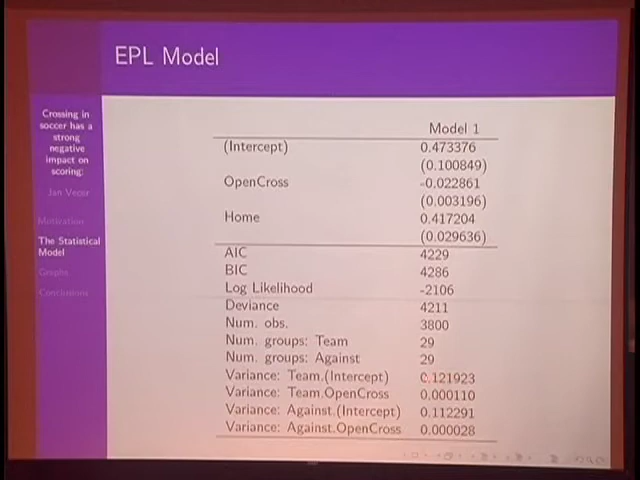 EPL Model
Crossing in
soccer has a
strong
negative
impact on
scoring:
Jan Vecer
Motivation
The Statistical
Model
Graphs
Conclusions
Model 1
(Intercept) 0.473376
(0.100849)
OpenCross -0.022861
(0.003196)
Home 0.417204
(0.029636)
AIC 4229
BIC 4286
Log Likelihood -2106
Deviance 4211
Num. obs. 3800
Num. groups: Team 29
Num. groups: Against 29
Variance: Team.(Intercept) 0.121923
Variance: Team.OpenCross 0.000110
Variance: Against.(Intercept) 0.112291
Variance: Against.OpenCross 0.000028